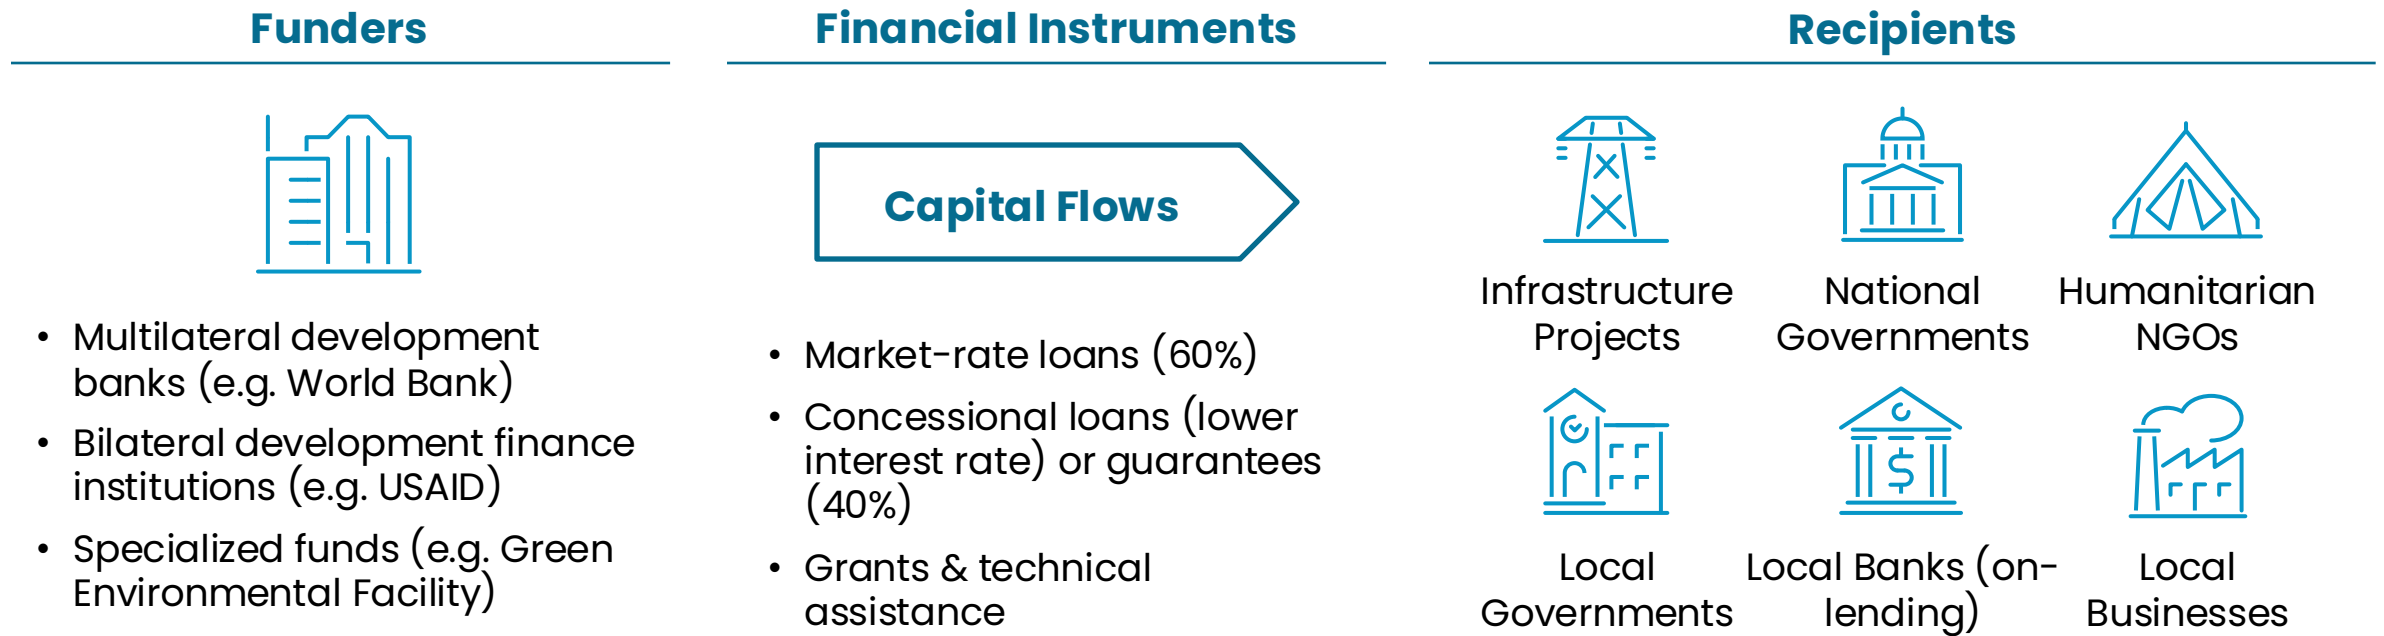 Funders
• Multilateral development
banks (e.g. World Bank)
• Bilateral development finance
institutions (e.g. USAID)
• Specialized funds (e.g. Green
Environmental Facility)
Financial Instruments
Capital Flows
• Market-rate loans (60%)
• Concessional loans (lower
interest rate) or guarantees
(40%)
• Grants & technical
assistance
Recipients
Infrastructure
Projects
National
Governments
Humanitarian
NGOs
$
Local
Governments
Local Banks (on-
lending)
Local
Businesses